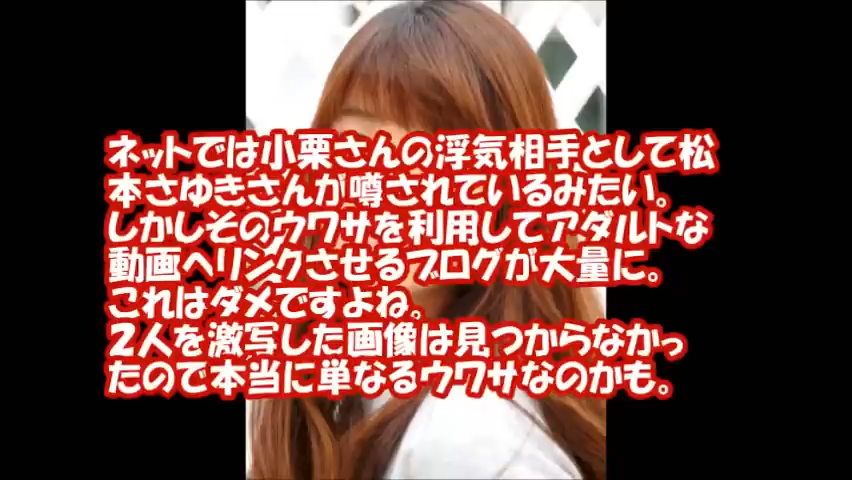 ネットでは小栗さんの浮気相手として松
本さゆきさんが噂されているみたい。
しかしそのウワサを利用してアダルトな
動画へリンクさせるブログが大量に。
これはダメですよね。
２人を激写した画像は見つからなかっ
たので本当に単なるウワサなのかも。